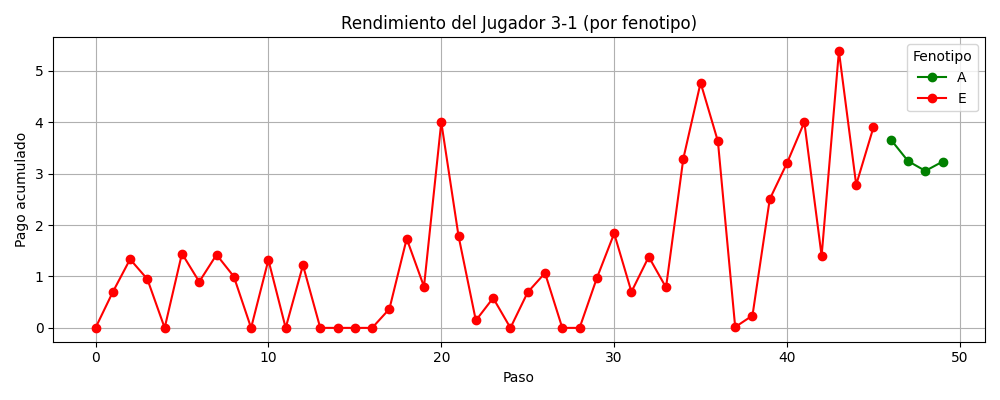 Rendimiento del Jugador 3-1 (por fenotipo)
Pago acumulado
5
4
3
2
1
0
Fenotipo
A
E
0 10 20 30 40 50
Paso